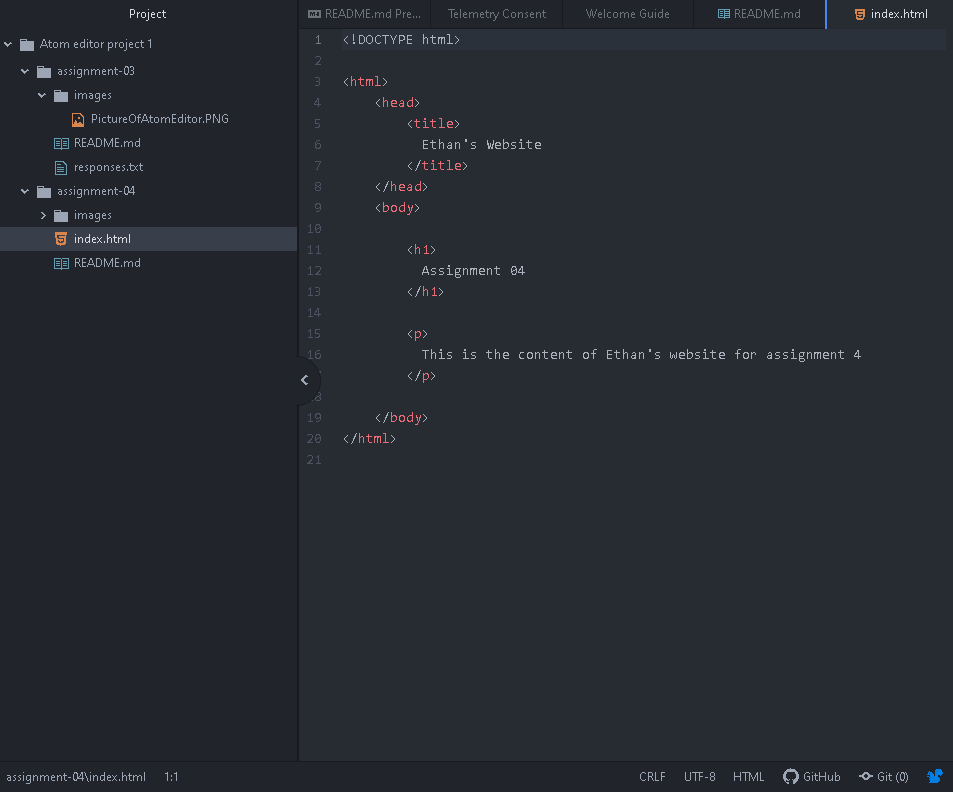 Project
Atom editor project 1
assignment-03
images
PictureOfAtomEditor.PNG
README.md
responses.txt
assignment-04
images
index.html
README.md
README.md Pre... Telemetry Consent Welcome Guide README.md index.html
1 <!DOCTYPE html>
2
3 <html>
4 <head>
5 <title>
6 Ethan's Website
7 </title>
8 </head>
9 <body>
10
11 <h1>
12 Assignment 04
13 </h1>
14
15 <p>
16 This is the content of Ethan's website for assignment 4
</p>
8
19 </body>
20 </html>
21
assignment-04\index.html 1:1 CRLF UTF-8 HTML GitHub Git (0)